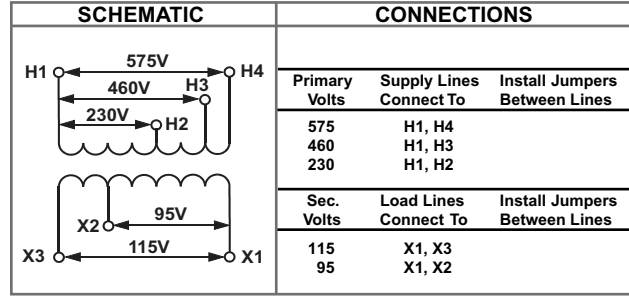 SCHEMATIC
CONNECTIONS
575V
H1
H4
460V
H3
230V
H2
95V
X2
115V
X3
X1
Primary Supply Lines Install Jumpers
Volts Connect To Between Lines
575 H1, H4
460 H1, H3
230 H1, H2
Sec. Load Lines Install Jumpers
Volts Connect To Between Lines
115 X1, X3
95 X1, X2